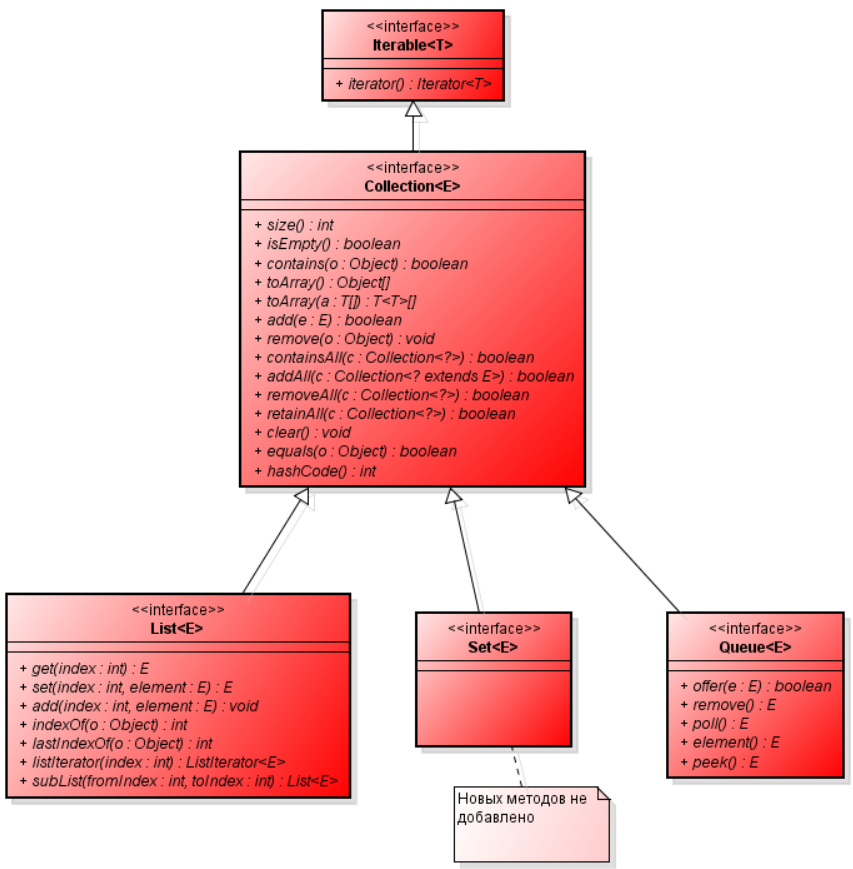 <<interface>>
Iterable<T>
+ iterator() : Iterator<T>
<<interface>>
Collection<E>
+ size() : int
+ isEmpty() : boolean
+ contains(o : Object) : boolean
+ toArray() : Object[]
+ toArray(a : T[]) : T<T>[]
+ add(e : E) : boolean
+ remove(o : Object) : void
+ containsAll(c : Collection<?>) : boolean
+ addAll(c : Collection<? extends E>) : boolean
+ removeAll(c : Collection<?>) : boolean
+ retainAll(c : Collection<?>) : boolean
+ clear() : void
+ equals(o : Object) : boolean
+ hashCode() : int
<<interface>>
List<E>
+ get(index : int) : E
+ set(index : int, element : E) : E
+ add(index : int, element : E) : void
+ indexOf(o : Object) : int
+ lastIndexOf(o : Object) : int
+ listIterator(index : int) : ListIterator<E>
+ subList(fromIndex : int, toIndex : int) : List<E>
<<interface>>
Set<E>
Новых методов не
добавлено
<<interface>>
Queue<E>
+ offer(e : E) : boolean
+ remove() : E
+ poll() : E
+ element() : E
+ peek() : E